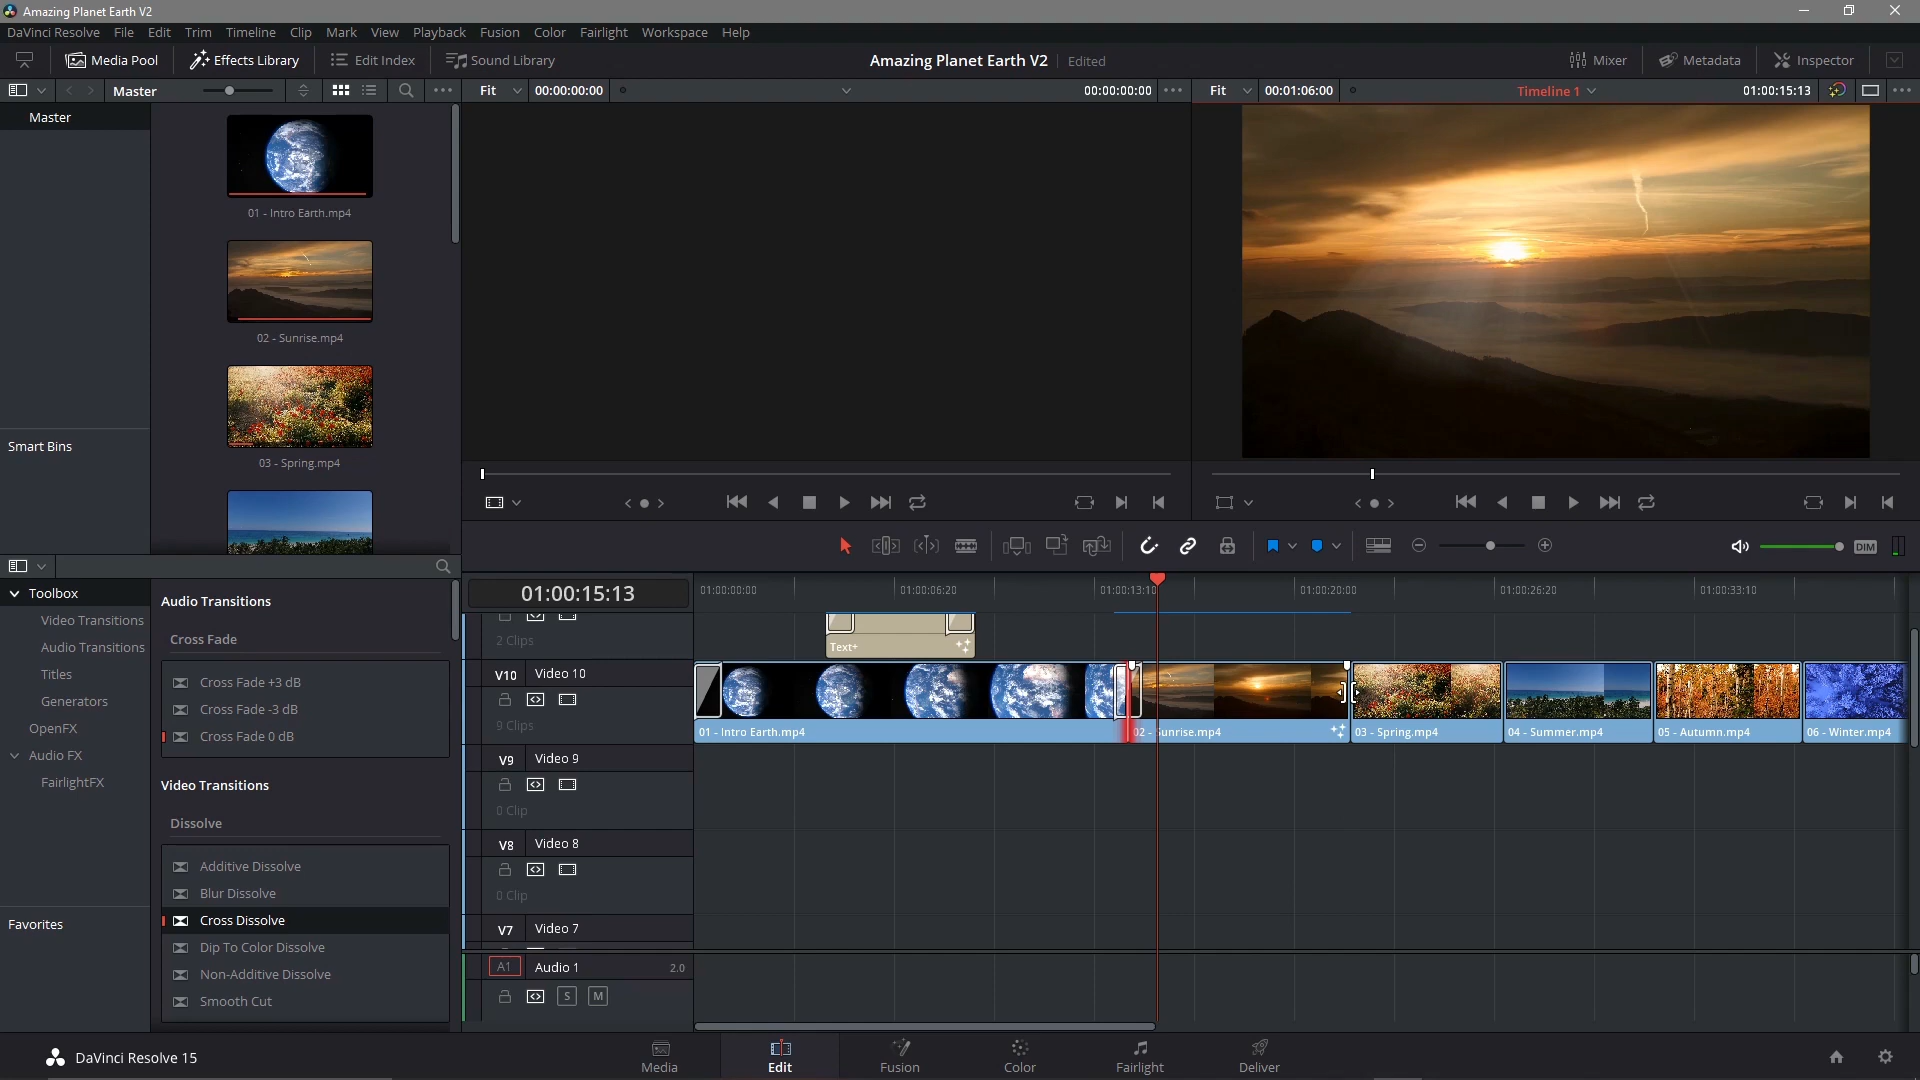 Amazing Planet Earth V2
DaVinci Resolve File Edit Trim Timeline Clip Mark View Playback Fusion Color Fairlight Workspace Help
Media Pool Effects Library Edit Index Sound Library Amazing Planet Earth V2 Edited Mixer Metadata Inspector
Master Fit 00:00:00:00 00:00:00:00 Fit 00:01:06:00 Timeline 1 01:00:15:13
Master
01 - Intro Earth.mp4
02 - Sunrise.mp4
03 - Spring.mp4
Smart Bins
Toolbox
Video Transitions
Audio Transitions
Titles
Generators
OpenFX
Audio FX
FairlightFX
Favorites
Audio Transitions
Cross Fade
Cross Fade +3 dB
Cross Fade -3 dB
Cross Fade 0 dB
Video Transitions
Dissolve
Additive Dissolve
Blur Dissolve
Cross Dissolve
Dip To Color Dissolve
Non-Additive Dissolve
Smooth Cut
DIM
01:00:15:13 01:00:00:00 01:00:06:20 01:00:13:10 01:00:20:00 01:00:26:20 01:00:33:10
2 Clips
Text+
V10 Video 10
9 Clips
01 - Intro Earth.mp4 02 - Sunrise.mp4 03 - Spring.mp4 04 - Summer.mp4 05 - Autumn.mp4 06 - Winter.mp4
V9 Video 9
0 Clip
V8 Video 8
0 Clip
V7 Video 7
A1 Audio 1 2.0
S M
DaVinci Resolve 15
Media Edit Fusion Color Fairlight Deliver